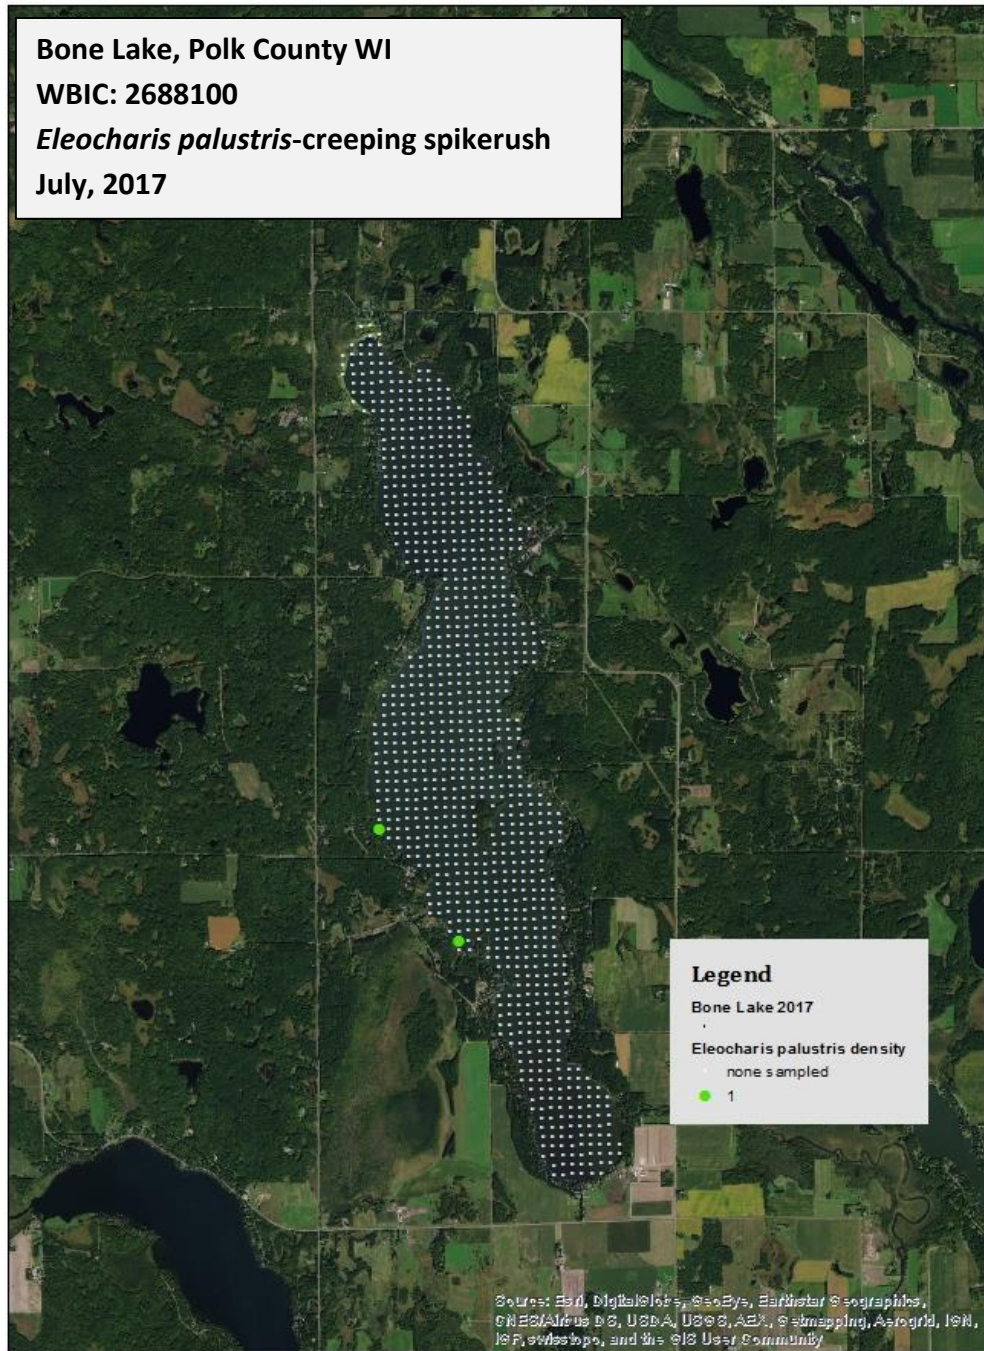 Bone Lake, Polk County WI
WBIC: 2688100
Eleocharis palustris-creeping spikerush
July, 2017
Legend
Bone Lake 2017
Eleocharis palustris density
none sampled
1
Source: Esri, DigitalGlobe, GeoEye, Earthstar Geographics,
CNES/Airbus DS, USDA, USGS, AEX, Getmapping, Aerogrid, IGN,
IGP, swisstopo, and the GIS User Community